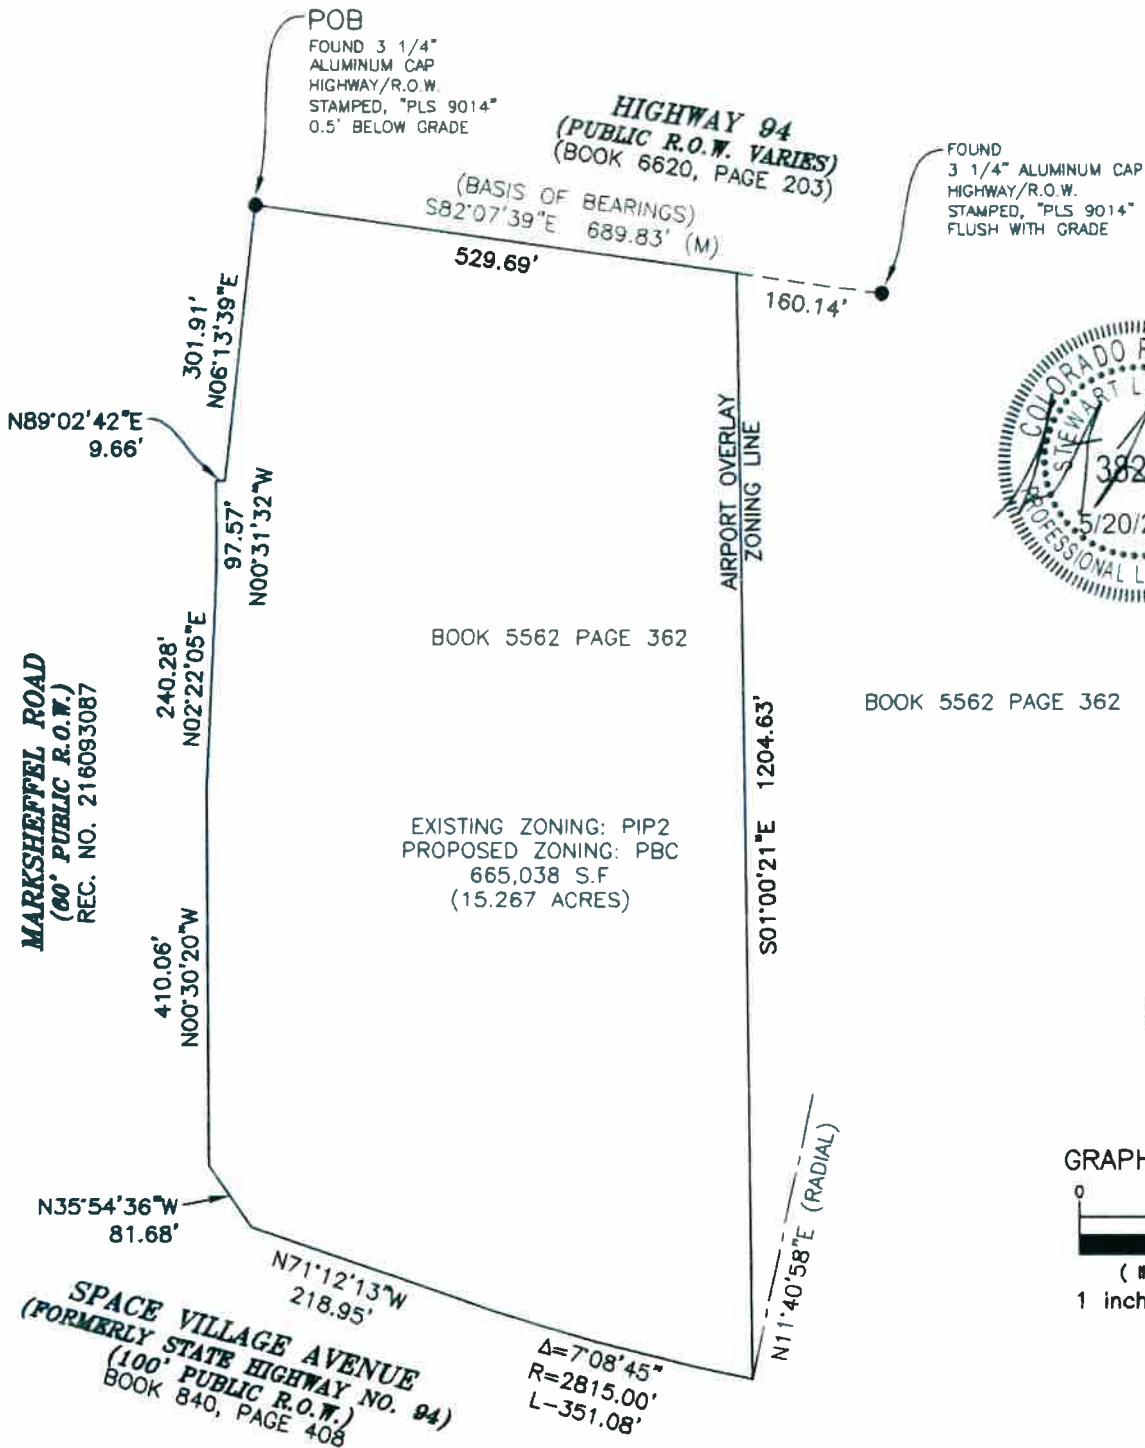 POB
FOUND 3 1/4"
ALUMINUM CAP
HIGHWAY/R.O.W.
STAMPED, "PLS 9014"
0.5' BELOW GRADE
HIGHWAY 94
(PUBLIC R.O.W. VARIES)
(BOOK 6620, PAGE 203)
(BASIS OF BEARINGS)
S82°07'39"E 689.83' (M)
529.69'
160.14'
FOUND
3 1/4" ALUMINUM CAP
HIGHWAY/R.O.W.
STAMPED, "PLS 9014"
FLUSH WITH GRADE
301.91'
N06°13'39"E
N89°02'42"E
9.66'
97.57'
N00°31'32"W
240.28'
N02°22'05"E
MARKSHEFFEL ROAD
(60' PUBLIC R.O.W.)
REC. NO. 216093087
410.06'
N00°30'20"W
AIRPORT OVERLAY
ZONING LINE
COLORADO
STEWART L
382
5/20/2
PROFESSIONAL L
BOOK 5562 PAGE 362
BOOK 5562 PAGE 362
S01°00'21"E 1204.63'
EXISTING ZONING: PIP2
PROPOSED ZONING: PBC
665,038 S.F
(15.267 ACRES)
N35°54'36"W
81.68'
N71°12'13"W
218.95'
SPACE VILLAGE AVENUE
(FORMERLY STATE HIGHWAY NO. 94)
(100' PUBLIC R.O.W.)
BOOK 840, PAGE 408
Δ=7°08'45"
R=2815.00'
L-351.08'
N11°40'58"E (RADIAL)
GRAPH
0
1 inch